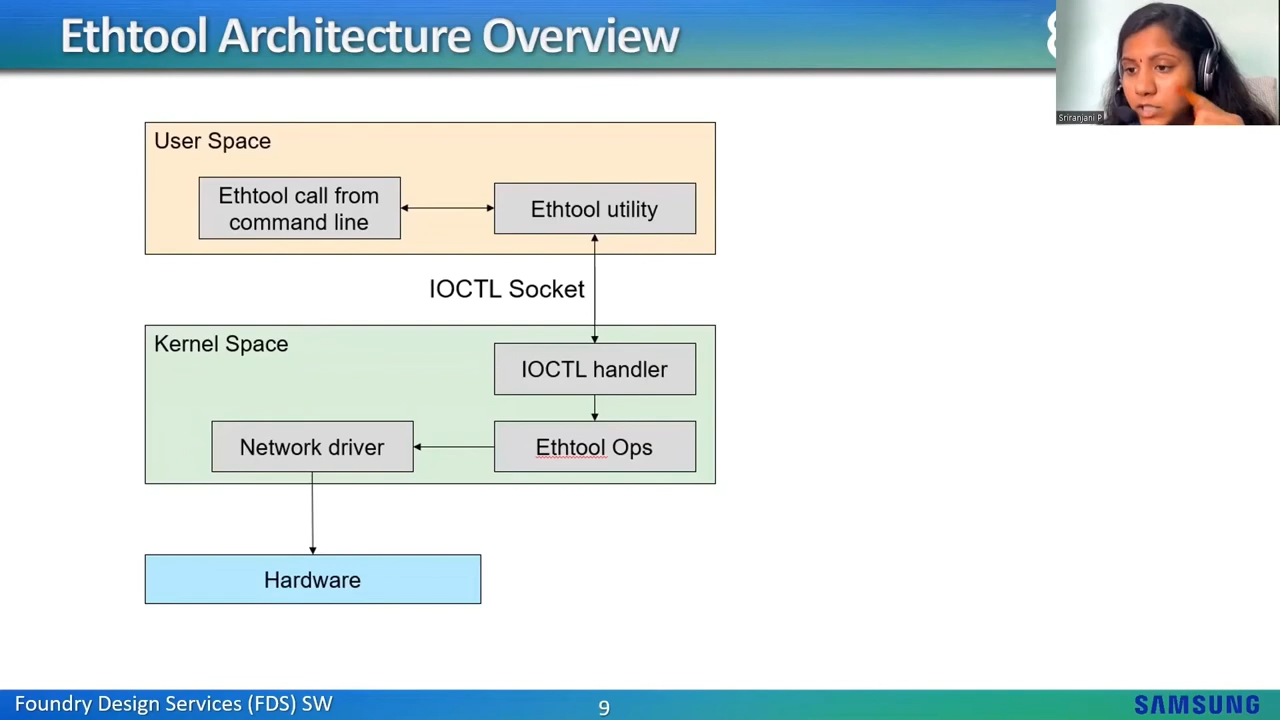 Ethtool Architecture Overview
Sriranjani P
User Space
Ethtool call from
command line
Ethtool utility
IOCTL Socket
Kernel Space
IOCTL handler
Network driver
Ethtool Ops
Hardware
Foundry Design Services (FDS) SW
9
SAMSUNG